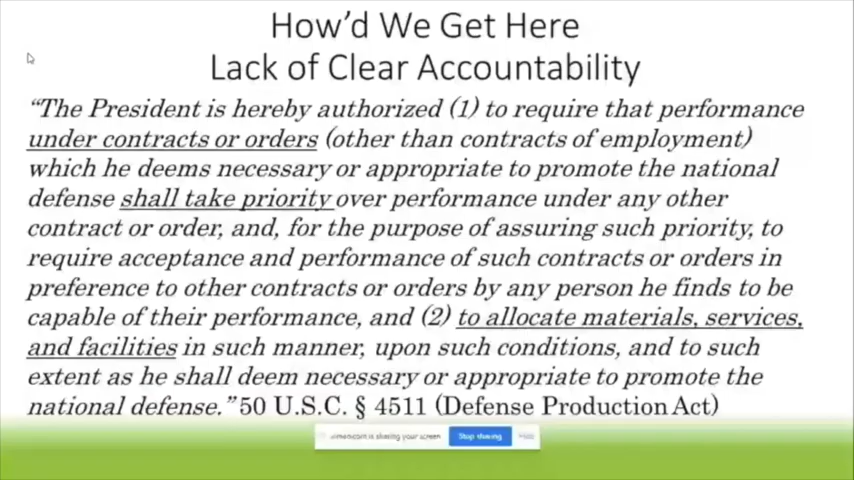 How'd We Get Here
Lack of Clear Accountability
"The President is hereby authorized (1) to require that performance
under contracts or orders (other than contracts of employment)
which he deems necessary or appropriate to promote the national
defense shall take priority over performance under any other
contract or order, and, for the purpose of assuring such priority, to
require acceptance and performance of such contracts or orders in
preference to other contracts or orders by any person he finds to be
capable of their performance, and (2) to allocate materials, services,
and facilities in such manner, upon such conditions, and to such
extent as he shall deem necessary or appropriate to promote the
national defense." 50 U.S.C. § 4511 (Defense Production Act)
is sharing your screen Stop sharing Hide